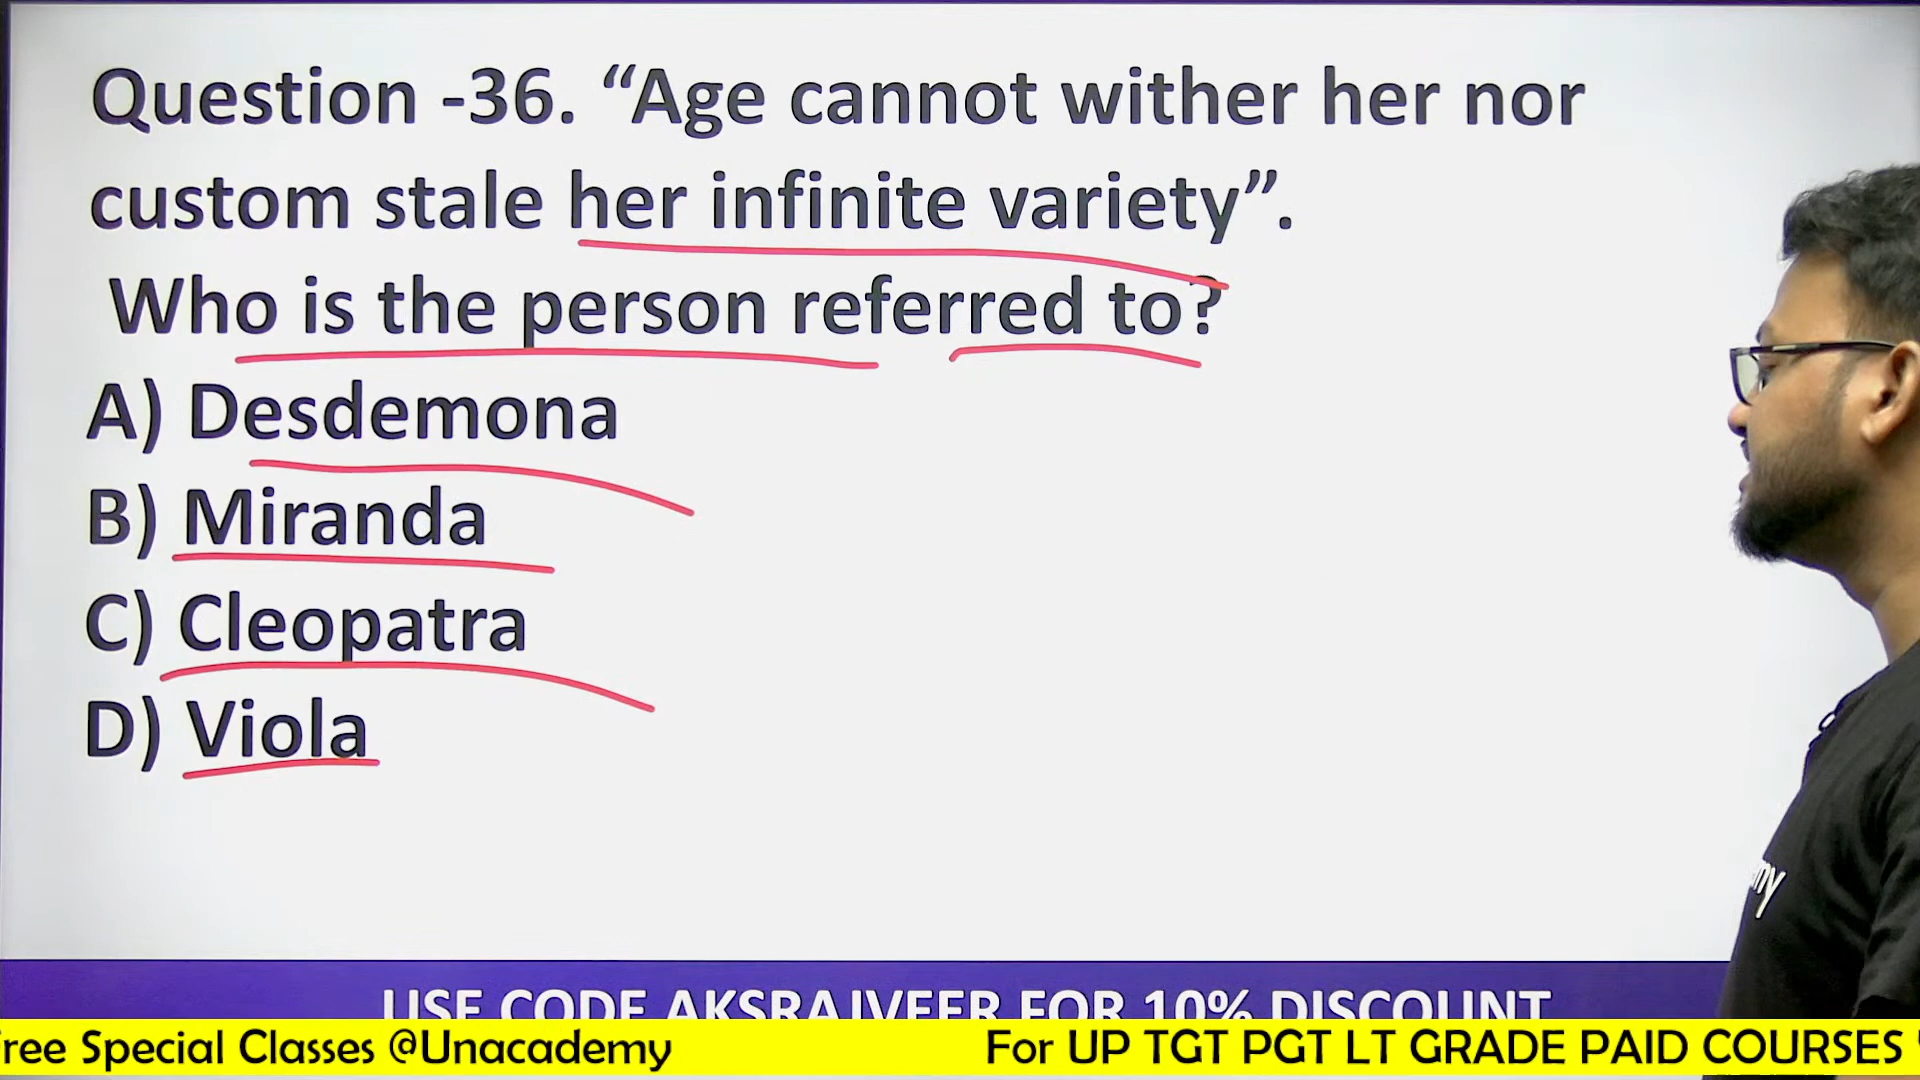 Question -36. “Age cannot wither her nor
custom stale her infinite variety”.
Who is the person referred to?
A) Desdemona
B) Miranda
C) Cleopatra
D) Viola
my
USE CODE AKSRAJVEER FOR 10% DISCOUNT
ree Special Classes @Unacademy For UP TGT PGT LT GRADE PAID COURSES